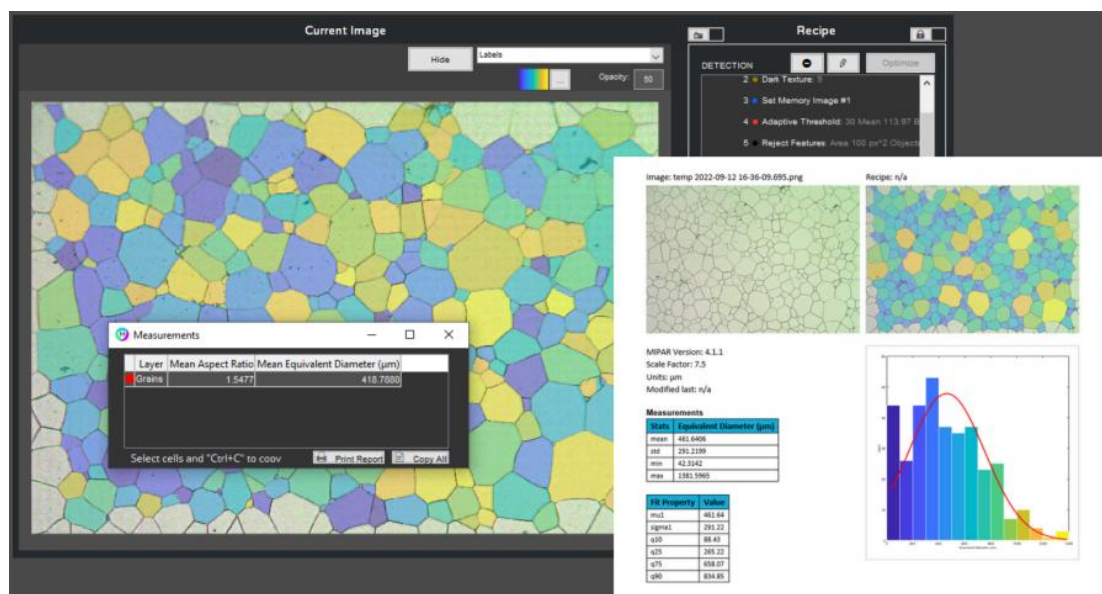 Current Image
Hide
Labels
Opacity: 50
Recipe
DETECTION
Optimize
2 Dark Texture: 9
3 Set Memory Image #1
4 Adaptive Threshold: 30 Mean 113.97 B
5 Reject Features: Area 100 px^2 Object
Measurements
Layer Mean Aspect Ratio Mean Equivalent Diameter (µm)
Grains 1.5477 418.7880
Select cells and "Ctrl+C" to copy
Print Report
Copy All
Image: temp 2022-09-12 16-36-09.695.png
Recipe: n/a
MIPAR Version: 4.1.1
Scale Factor: 7.5
Units: µm
Modified last: n/a
Measurements
Stats Equivalent Diameter (µm)
mean 461.6406
std 291.2199
min 42.3142
max 1381.5965
Fit Property Value
mu1 461.64
sigma1 291.22
q10 88.43
q25 265.22
q75 658.07
q90 834.85